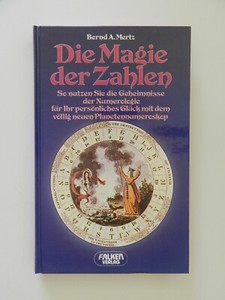 Bernd A. Mertz
Die Magie
der Zahlen
So nutzen Sie die Geheimnisse
der Numerologie
für Ihr persönliches Glück mit dem
völlig neuen Planetennumeroskop
FALKEN
VERLAG